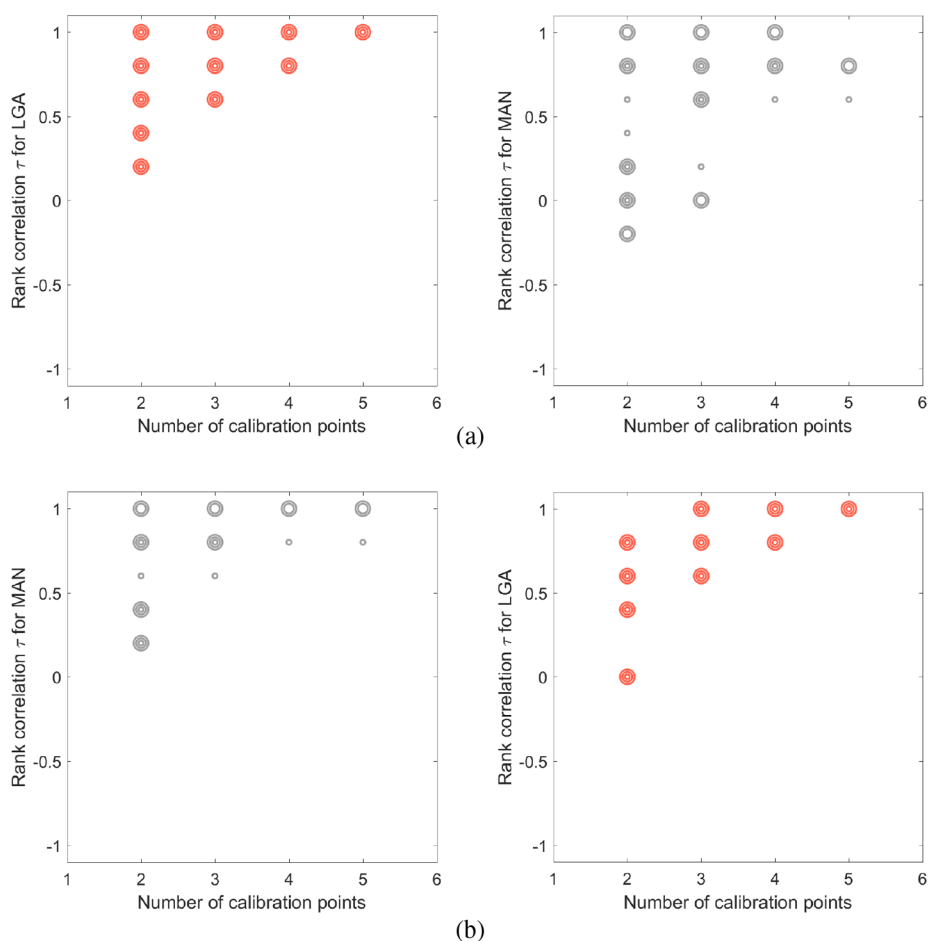 1
0.5
0
-0.5
-1
Rank correlation τ for LGA
1 2 3 4 5 6
Number of calibration points
1
0.5
0
-0.5
-1
Rank correlation τ for MAN
1 2 3 4 5 6
Number of calibration points
(a)
1
0.5
0
-0.5
-1
Rank correlation τ for MAN
1 2 3 4 5 6
Number of calibration points
1
0.5
0
-0.5
-1
Rank correlation τ for LGA
1 2 3 4 5 6
Number of calibration points
(b)